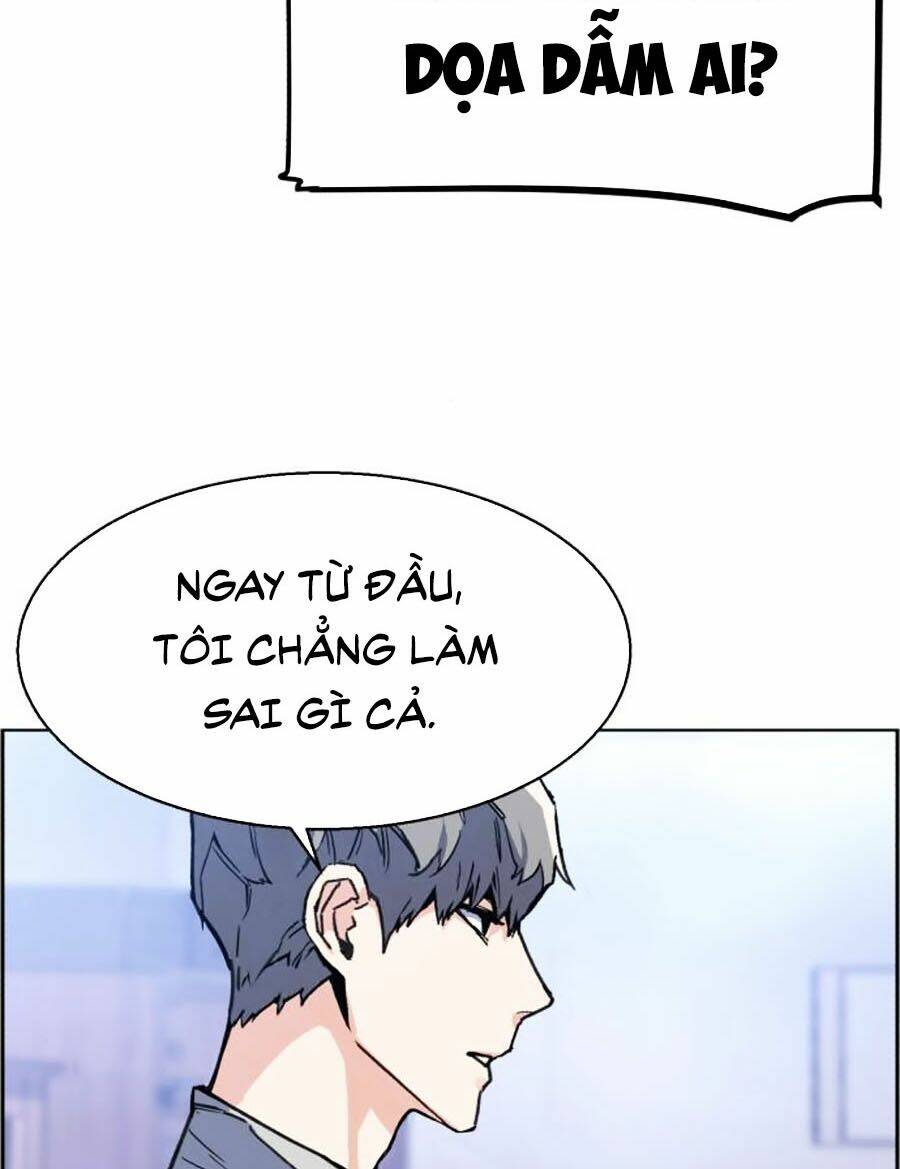 DỌA DẪM AI?
NGAY TỪ ĐẦU,
TÔI CHẲNG LÀM
SAI GÌ CẢ.